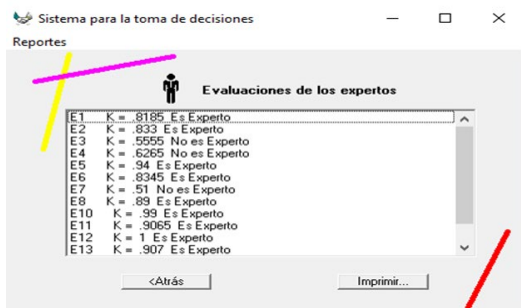 Sistema para la toma de decisiones
Reportes
Evaluaciones de los expertos
E1 K = .8185 Es Experto
E2 K = .833 Es Experto
E3 K = .5555 No es Experto
E4 K = .6265 No es Experto
E5 K = .94 Es Experto
E6 K = .8345 Es Experto
E7 K = .51 No es Experto
E8 K = .89 Es Experto
E10 K = .99 Es Experto
E11 K = .9065 Es Experto
E12 K = 1 Es Experto
E13 K = .907 Es Experto
<Atrás
Imprimir...